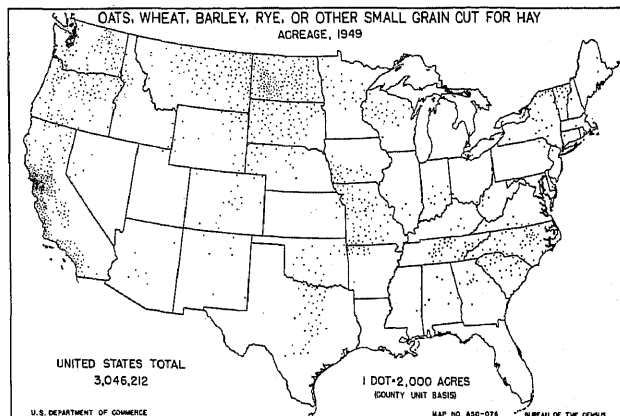 OATS, WHEAT, BARLEY, RYE, OR OTHER SMALL GRAIN CUT FOR HAY
ACREAGE, 1949
UNITED STATES TOTAL
3,046,212
1 DOT=2,000 ACRES
(COUNTY UNIT BASIS)
U.S. DEPARTMENT OF COMMERCE
MAP NO. A50-076
BUREAU OF THE CENSUS